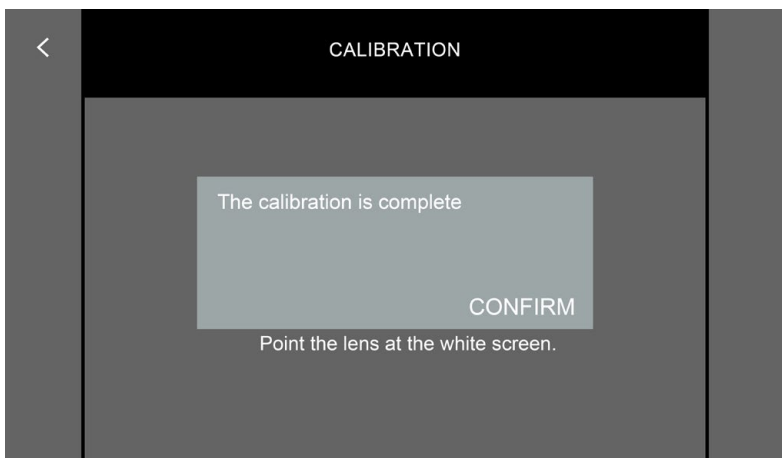 CALIBRATION
The calibration is complete
CONFIRM
Point the lens at the white screen.